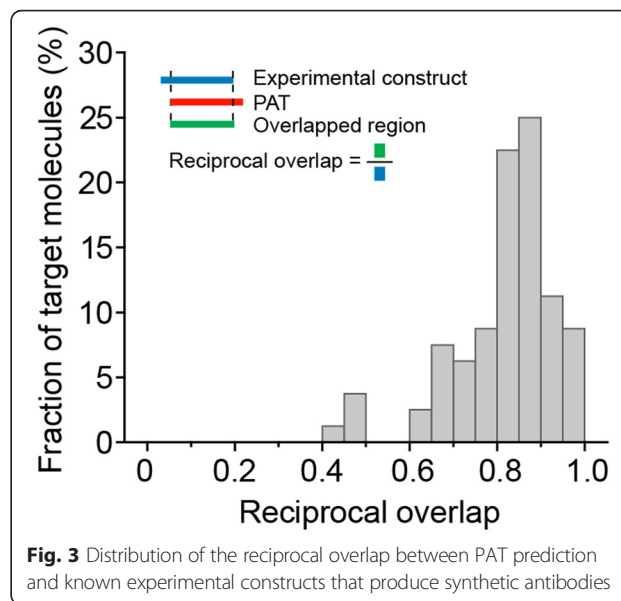 Fraction of target molecules (%)
30
25
20
15
10
5
0
Experimental construct
PAT
Overlapped region
Reciprocal overlap =
0 0.2 0.4 0.6 0.8 1.0
Reciprocal overlap
Fig. 3 Distribution of the reciprocal overlap between PAT prediction
and known experimental constructs that produce synthetic antibodies